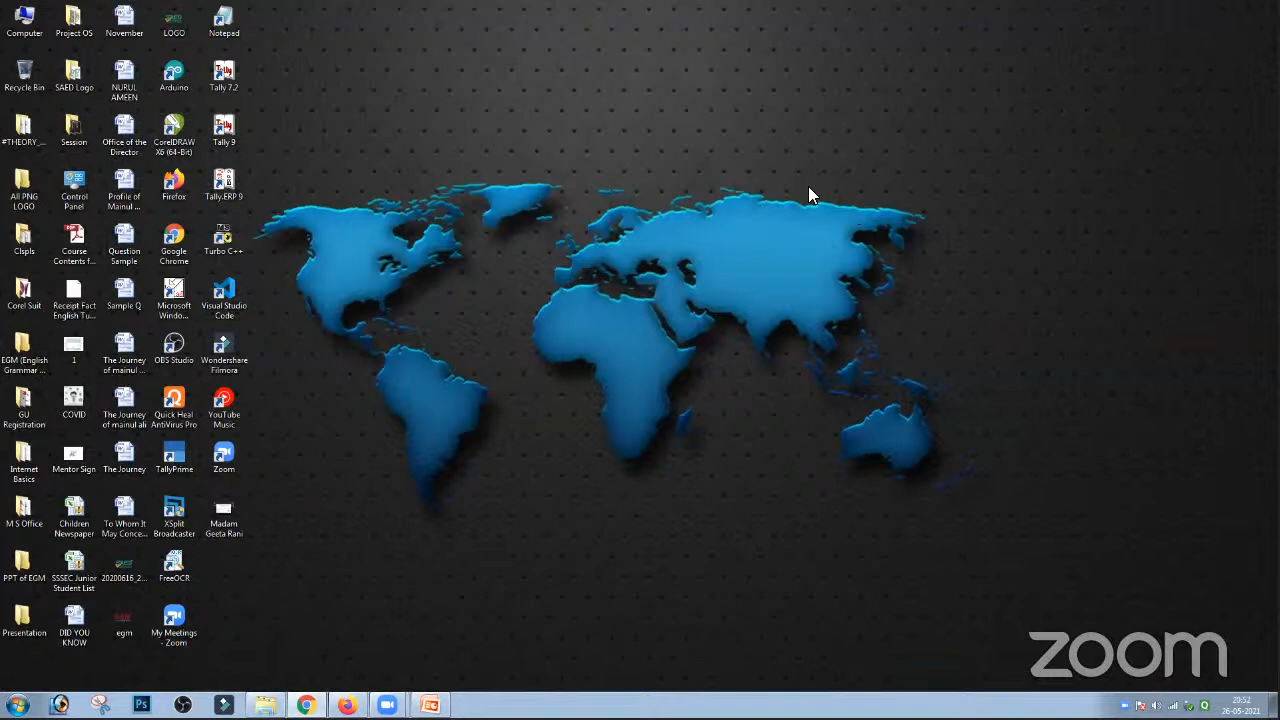 Computer
Project OS
November
LOGO
Notepad
Recycle Bin
SAED Logo
NURUL
AMEEN
Arduino
Tally 7.2
#THEORY_...
Session
Office of the
Director
CorelDRAW
X6 (64-Bit)
Tally 9
All PNG
LOGO
Control
Panel
Profile of
Mainul ...
Firefox
Tally.ERP 9
Clspls
Course
Contents f...
Question
Sample
Google
Chrome
Turbo C++
Corel Suit
Receipt Fact
English Tu...
Sample Q
Microsoft
Windo...
Visual Studio
Code
EGM (English
Grammar ...
1
The Journey
of mainul ...
OBS Studio
Wondershare
Filmora
GU
Registration
COVID
The Journey
of mainul ali
Quick Heal
AntiVirus Pro
YouTube
Music
Internet
Basics
Mentor Sign
The Journey
TallyPrime
Zoom
M S Office
Children
Newspaper
To Whom It
May Conce...
XSplit
Broadcaster
Madam
Geeta Rani
PPT of EGM
SSSEC Junior
Student List
20200616_2...
FreeOCR
Presentation
DID YOU
KNOW
egm
My Meetings
- Zoom
zoom
20:52
26-05-2021